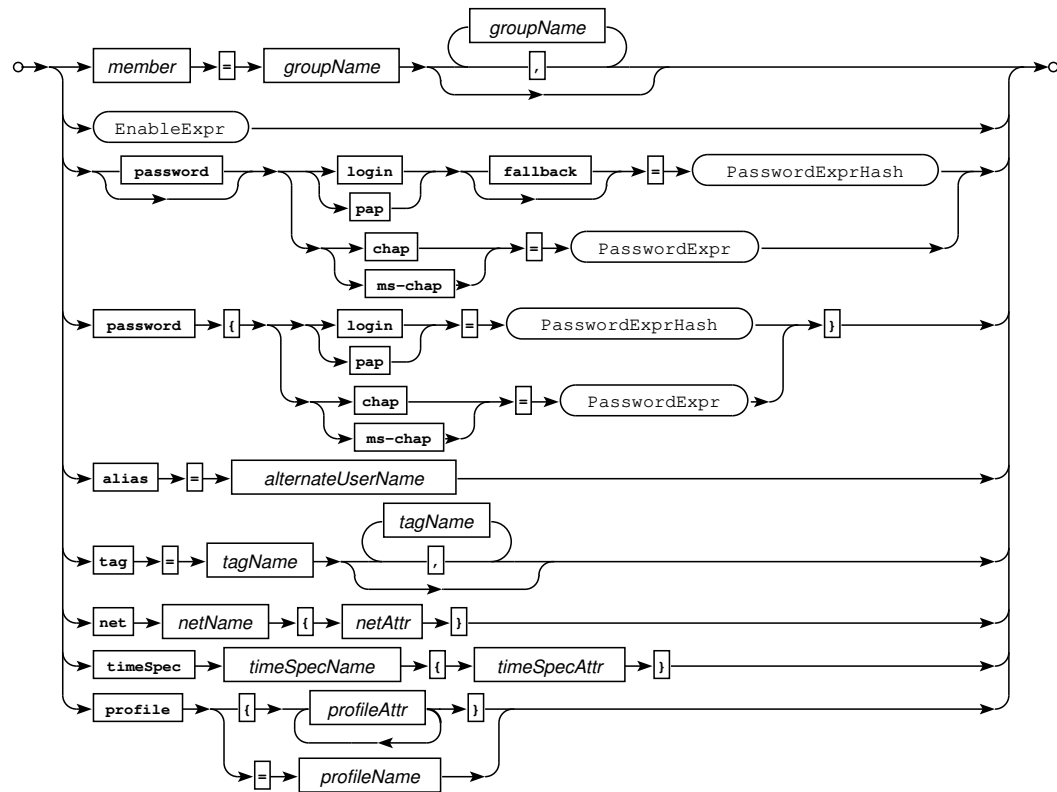 groupName
member = groupName ,
EnableExpr
password login fallback = PasswordExprHash
pap
chap = PasswordExpr
ms-chap
password { login = PasswordExprHash }
pap
chap = PasswordExpr
ms-chap
alias = alternateUserName
tagName
tag = tagName ,
net netName { netAttr }
timeSpec timeSpecName { timeSpecAttr }
profile { profileAttr }
= profileName